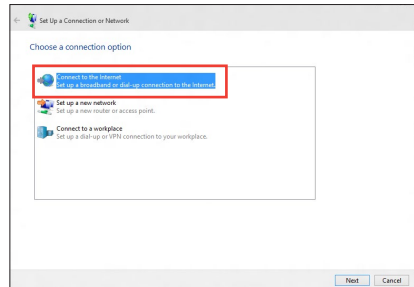 Set Up a Connection or Network
Choose a connection option
Connect to the Internet
Set up a broadband or dial-up connection to the Internet.
Set up a new network
Set up a new router or access point.
Connect to a workplace
Set up a dial-up or VPN connection to your workplace.
Next Cancel